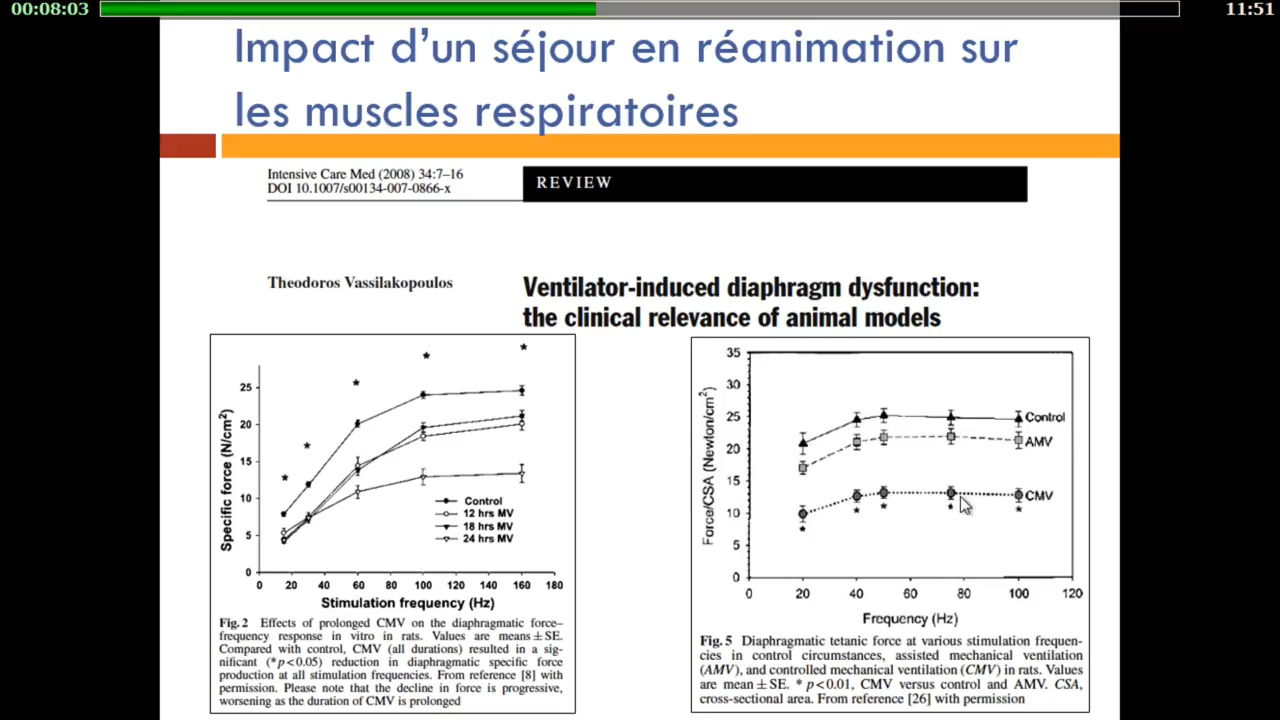 00:08:03
11:51
Impact d’un séjour en réanimation sur
les muscles respiratoires
Intensive Care Med (2008) 34:7–16
DOI 10.1007/s00134-007-0866-x
REVIEW
Theodoros Vassilakopoulos
Ventilator-induced diaphragm dysfunction:
the clinical relevance of animal models
Specific force (N/cm²)
25
20
15
10
5
0
* * * * *
Control
12 hrs MV
18 hrs MV
24 hrs MV
0 20 40 60 80 100 120 140 160 180
Stimulation frequency (Hz)
Fig. 2 Effects of prolonged CMV on the diaphragmatic force–
frequency response in vitro in rats. Values are means ± SE.
Compared with control, CMV (all durations) resulted in a sig-
nificant (*p < 0.05) reduction in diaphragmatic specific force
production at all stimulation frequencies. From reference [8] with
permission. Please note that the decline in force is progressive,
worsening as the duration of CMV is prolonged
Force/CSA (Newton/cm²)
35
30
25
20
15
10
5
0
Control
AMV
CMV
* * * * *
0 20 40 60 80 100 120
Frequency (Hz)
Fig. 5 Diaphragmatic tetanic force at various stimulation frequen-
cies in control circumstances, assisted mechanical ventilation
(AMV), and controlled mechanical ventilation (CMV) in rats. Values
are mean ± SE. * p < 0.01, CMV versus control and AMV. CSA,
cross-sectional area. From reference [26] with permission